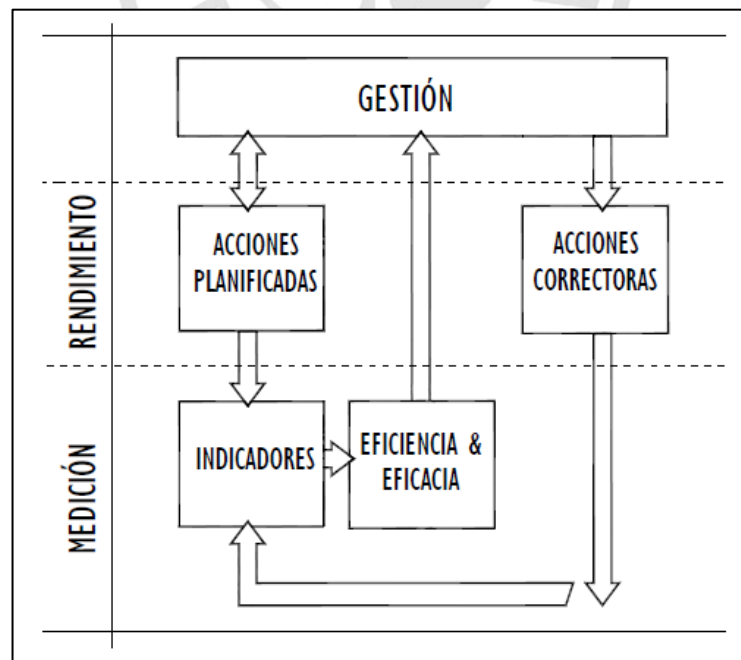 GESTIÓN
RENDIMIENTO
ACCIONES
PLANIFICADAS
ACCIONES
CORRECTORAS
MEDICIÓN
INDICADORES
EFICIENCIA &
EFICACIA